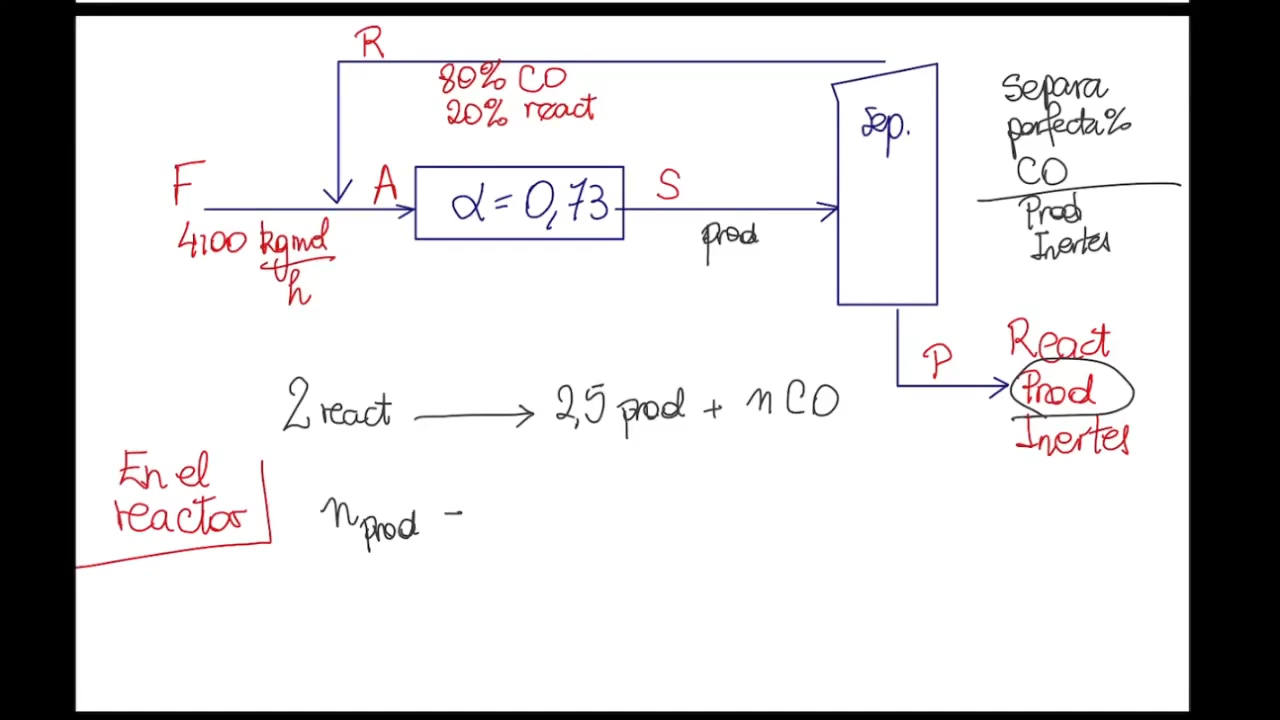 R
80% CO
20% react
F
A
α = 0,73
S
Sep.
separa
perfecta %
CO
Prod
Inertes
4100 kgmol
h
prod
P
React
Prod
Inertes
2 react → 2,5 prod + n CO
En el
reactor
n prod =